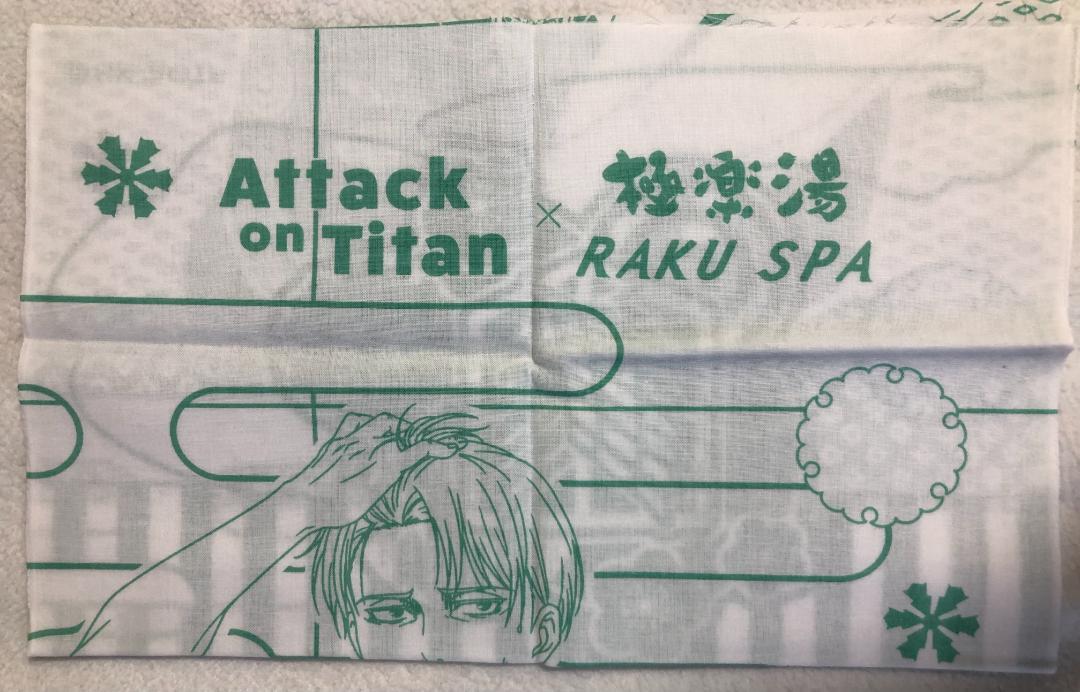 Attack
on Titan
×
極楽湯
RAKU SPA